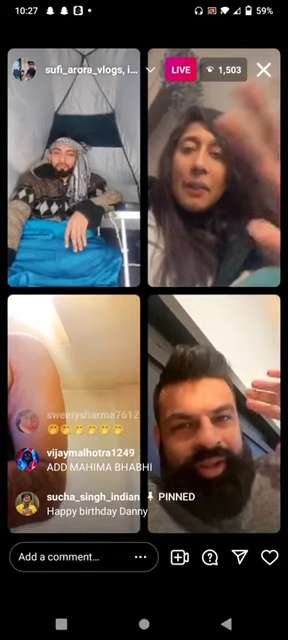 10:27
59%
sufi_arora_vlogs, i...
LIVE
1,503
sweetysharma7612
vijaymalhotra1249
ADD MAHIMA BHABHI
sucha_singh_indian PINNED
Happy birthday Danny
Add a comment...